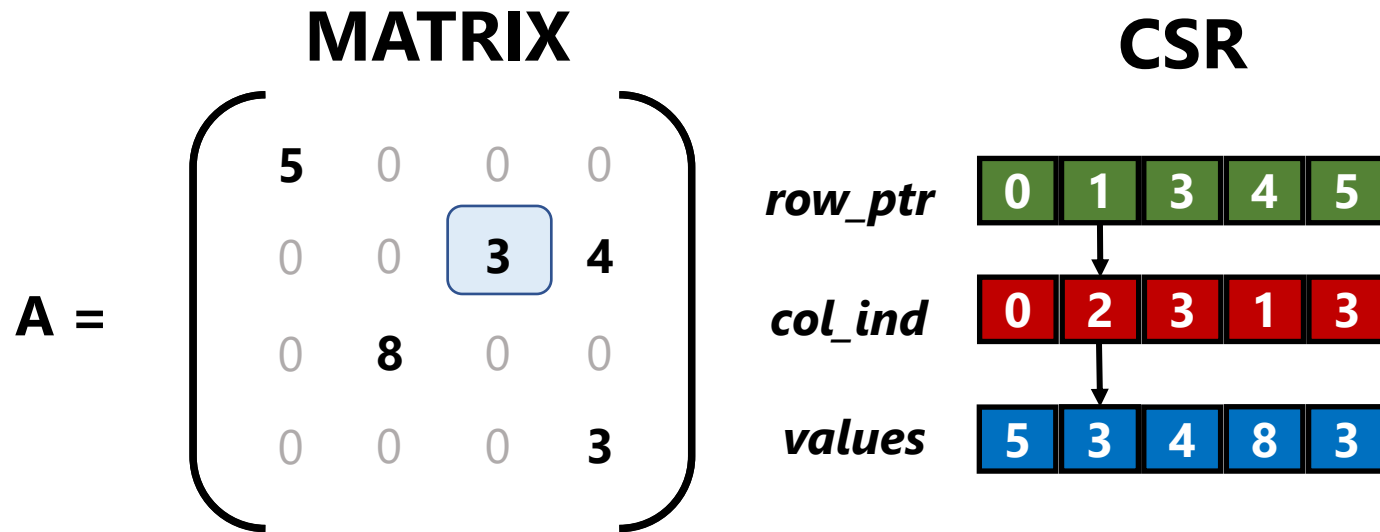 MATRIX
A =
5 0 0 0
0 0 3 4
0 8 0 0
0 0 0 3
CSR
row_ptr 0 1 3 4 5
col_ind 0 2 3 1 3
values 5 3 4 8 3